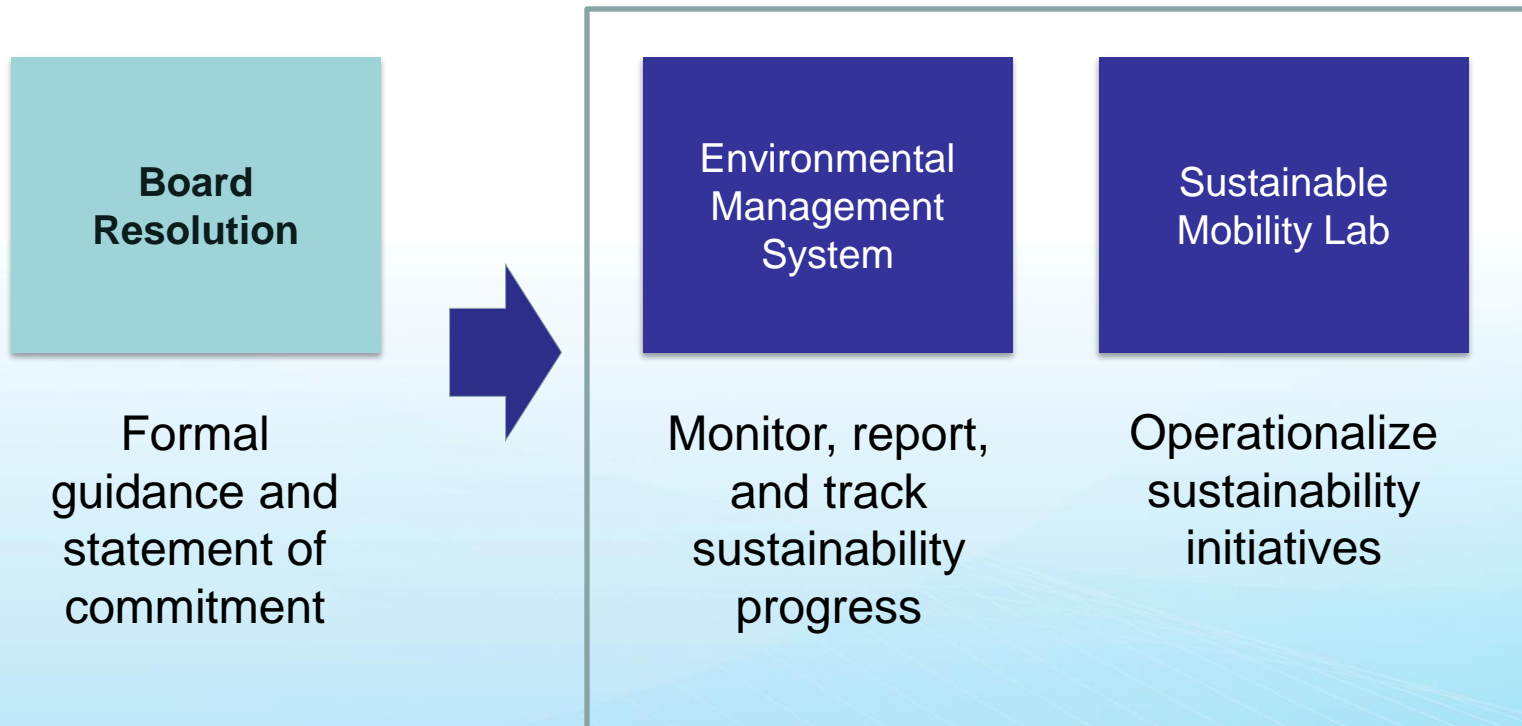 Board
Resolution
Formal
guidance and
statement of
commitment
Environmental
Management
System
Monitor, report,
and track
sustainability
progress
Sustainable
Mobility Lab
Operationalize
sustainability
initiatives